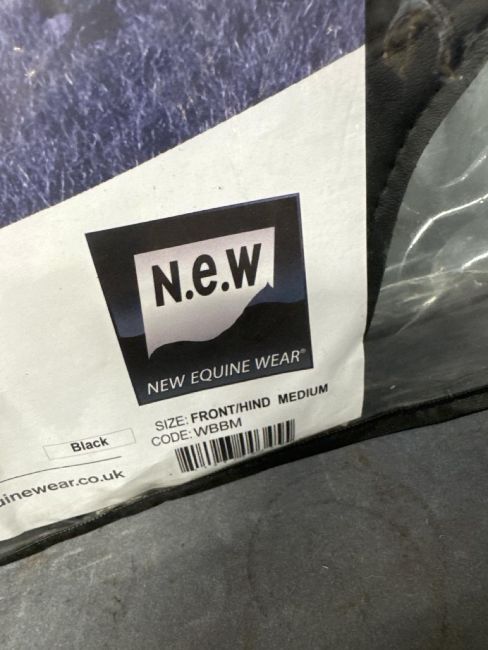 N.e.W
NEW EQUINE WEAR®
SIZE: FRONT/HIND MEDIUM
CODE: WBBM
Black
uinewear.co.uk